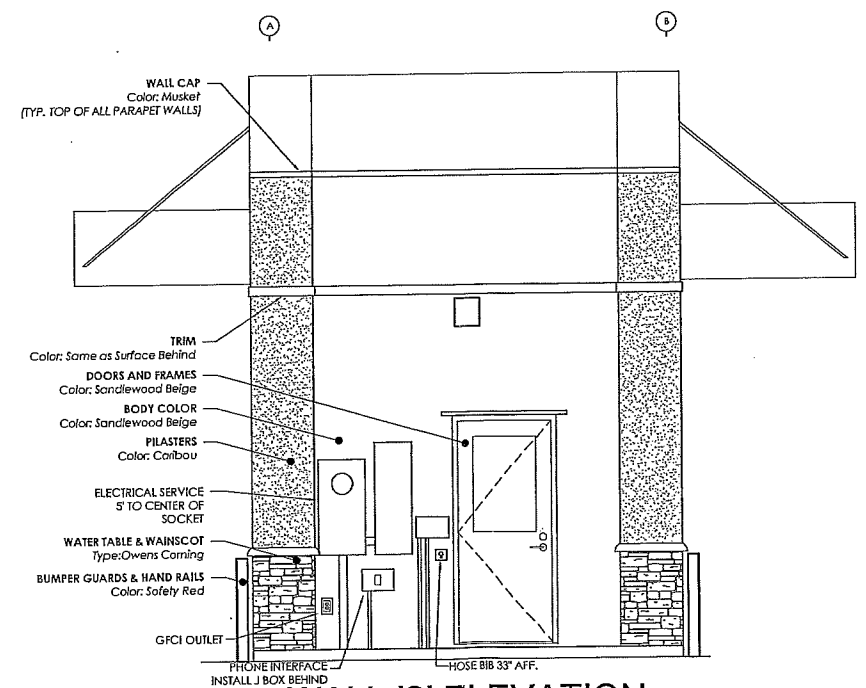 A
B
WALL CAP
Color: Musket
(TYP. TOP OF ALL PARAPET WALLS)
TRIM
Color: Same as Surface Behind
DOORS AND FRAMES
Color: Sandlewood Beige
BODY COLOR
Color: Sandlewood Beige
PILASTERS
Color: Caribou
ELECTRICAL SERVICE
5' TO CENTER OF
SOCKET
WATER TABLE & WAINSCOT
Type:Owens Corning
BUMPER GUARDS & HAND RAILS
Color: Safety Red
GFCI OUTLET
PHONE INTERFACE
INSTALL J BOX BEHIND
HOSE BIB 33" AFF.
ELEVATION